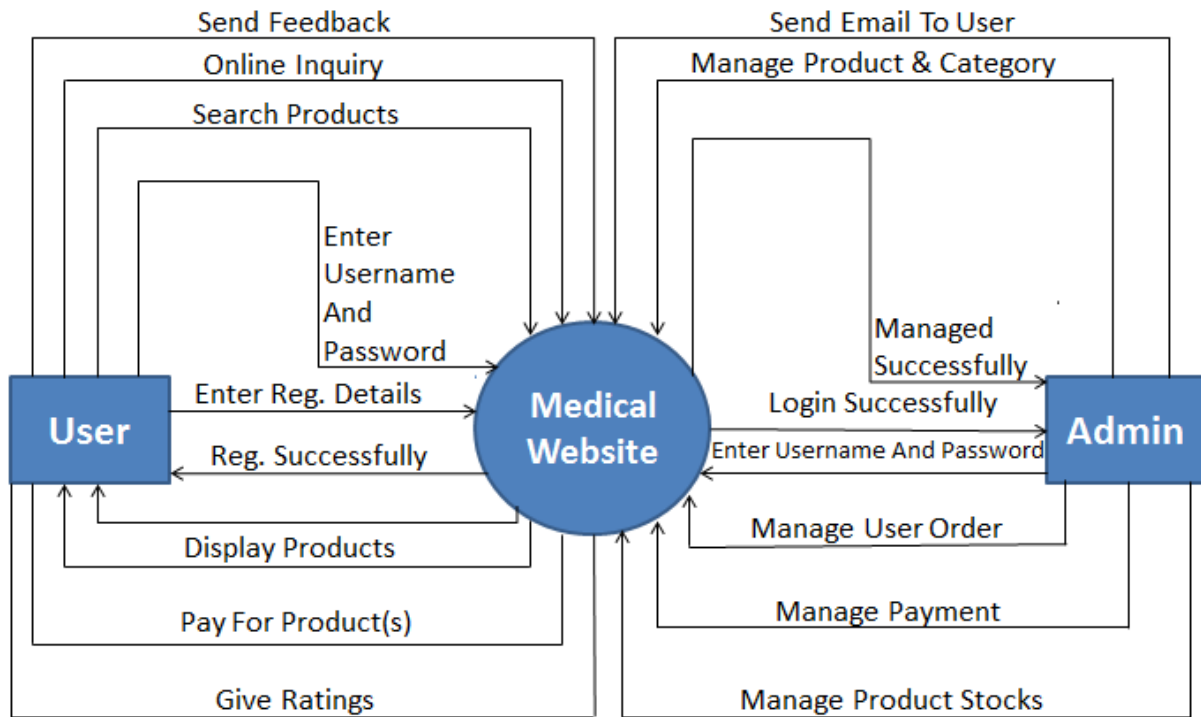 Send Feedback
Online Inquiry
Search Products
Enter
Username
And
Password
Enter Reg. Details
User
Reg. Successfully
Display Products
Pay For Product(s)
Give Ratings
Medical
Website
Send Email To User
Manage Product & Category
Managed
Successfully
Login Successfully
Enter Username And Password
Admin
Manage User Order
Manage Payment
Manage Product Stocks